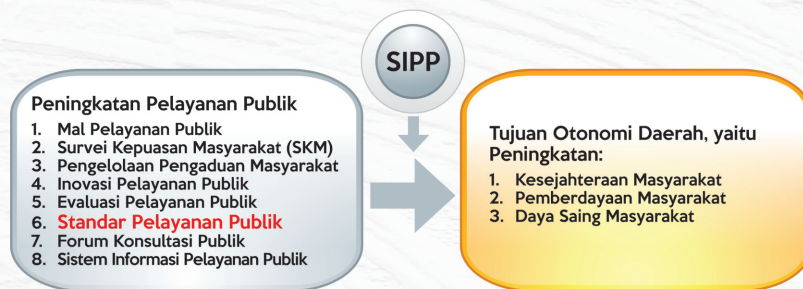 SIPP
Peningkatan Pelayanan Publik
1. Mal Pelayanan Publik
2. Survei Kepuasan Masyarakat (SKM)
3. Pengelolaan Pengaduan Masyarakat
4. Inovasi Pelayanan Publik
5. Evaluasi Pelayanan Publik
6. Standar Pelayanan Publik
7. Forum Konsultasi Publik
8. Sistem Informasi Pelayanan Publik
Tujuan Otonomi Daerah, yaitu
Peningkatan:
1. Kesejahteraan Masyarakat
2. Pemberdayaan Masyarakat
3. Daya Saing Masyarakat